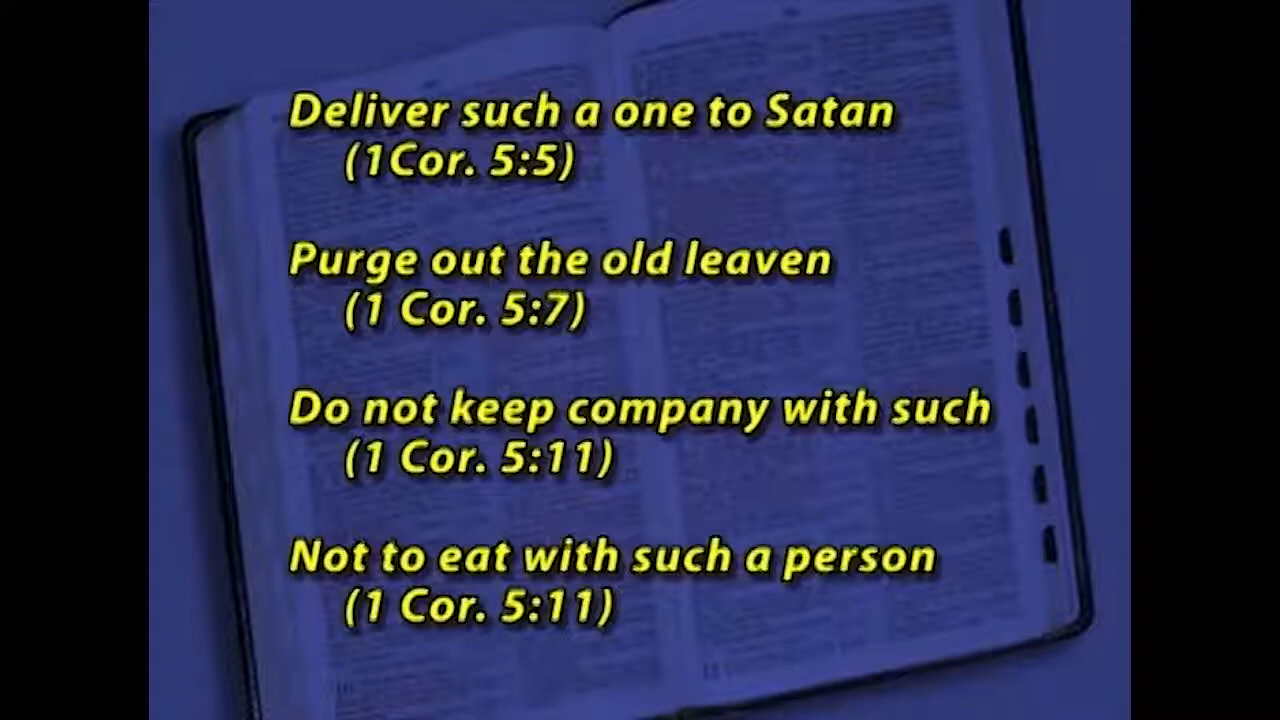 Deliver such a one to Satan
(1Cor. 5:5)
Purge out the old leaven
(1 Cor. 5:7)
Do not keep company with such
(1 Cor. 5:11)
Not to eat with such a person
(1 Cor. 5:11)